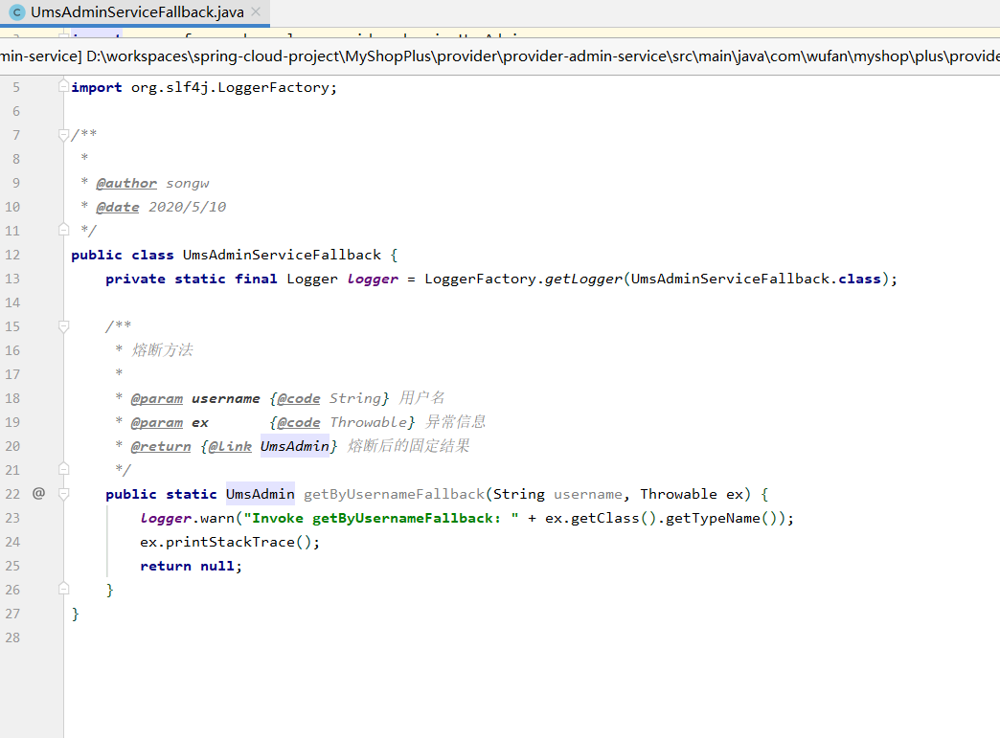 UmsAdminServiceFallback.java
min-service] D:\workspaces\spring-cloud-project\MyShopPlus\provider\provider-admin-service\src\main\java\com\wufan\myshop\plus\provide
5 import org.slf4j.LoggerFactory;
6
7 /**
8 *
9 * @author songw
10 * @date 2020/5/10
11 */
12 public class UmsAdminServiceFallback {
13 private static final Logger logger = LoggerFactory.getLogger(UmsAdminServiceFallback.class);
14
15 /**
16 * 熔断方法
17 *
18 * @param username {@code String} 用户名
19 * @param ex {@code Throwable} 异常信息
20 * @return {@link UmsAdmin} 熔断后的固定结果
21 */
22 @ public static UmsAdmin getByUsernameFallback(String username, Throwable ex) {
23 logger.warn("Invoke getByUsernameFallback: " + ex.getClass().getTypeName());
24 ex.printStackTrace();
25 return null;
26 }
27 }
28